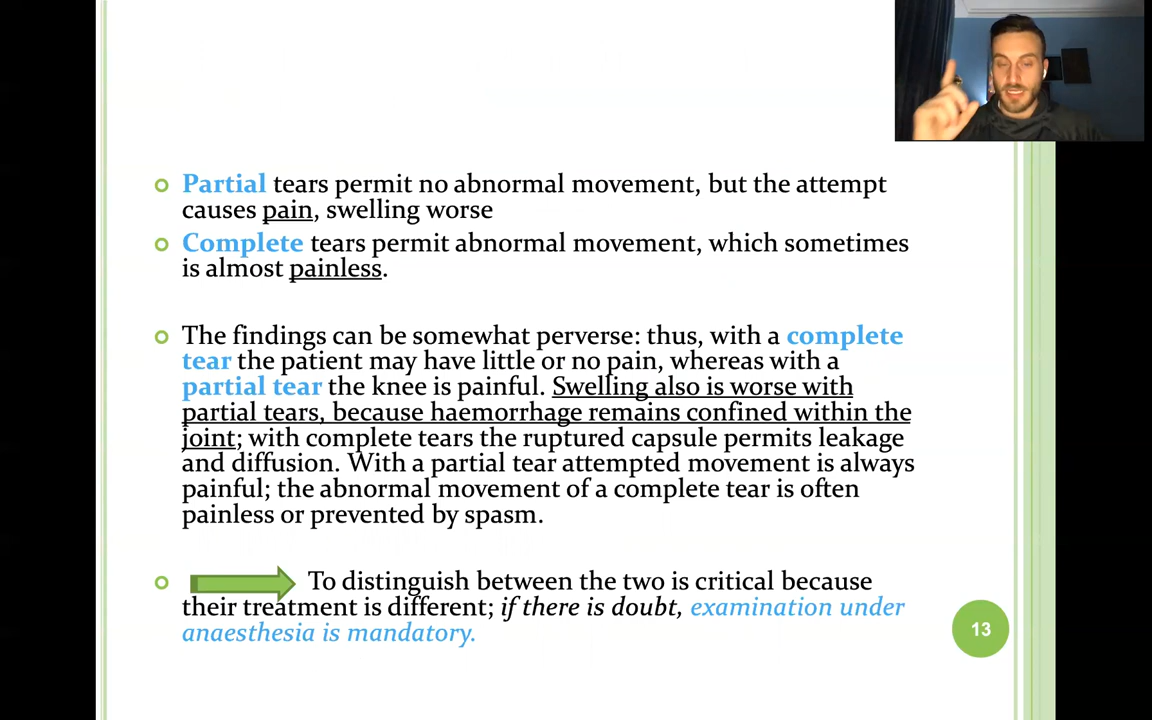 Partial tears permit no abnormal movement, but the attempt
causes pain, swelling worse
Complete tears permit abnormal movement, which sometimes
is almost painless.
The findings can be somewhat perverse: thus, with a complete
tear the patient may have little or no pain, whereas with a
partial tear the knee is painful. Swelling also is worse with
partial tears, because haemorrhage remains confined within the
joint; with complete tears the ruptured capsule permits leakage
and diffusion. With a partial tear attempted movement is always
painful; the abnormal movement of a complete tear is often
painless or prevented by spasm.
To distinguish between the two is critical because
their treatment is different; if there is doubt, examination under
anaesthesia is mandatory.
13